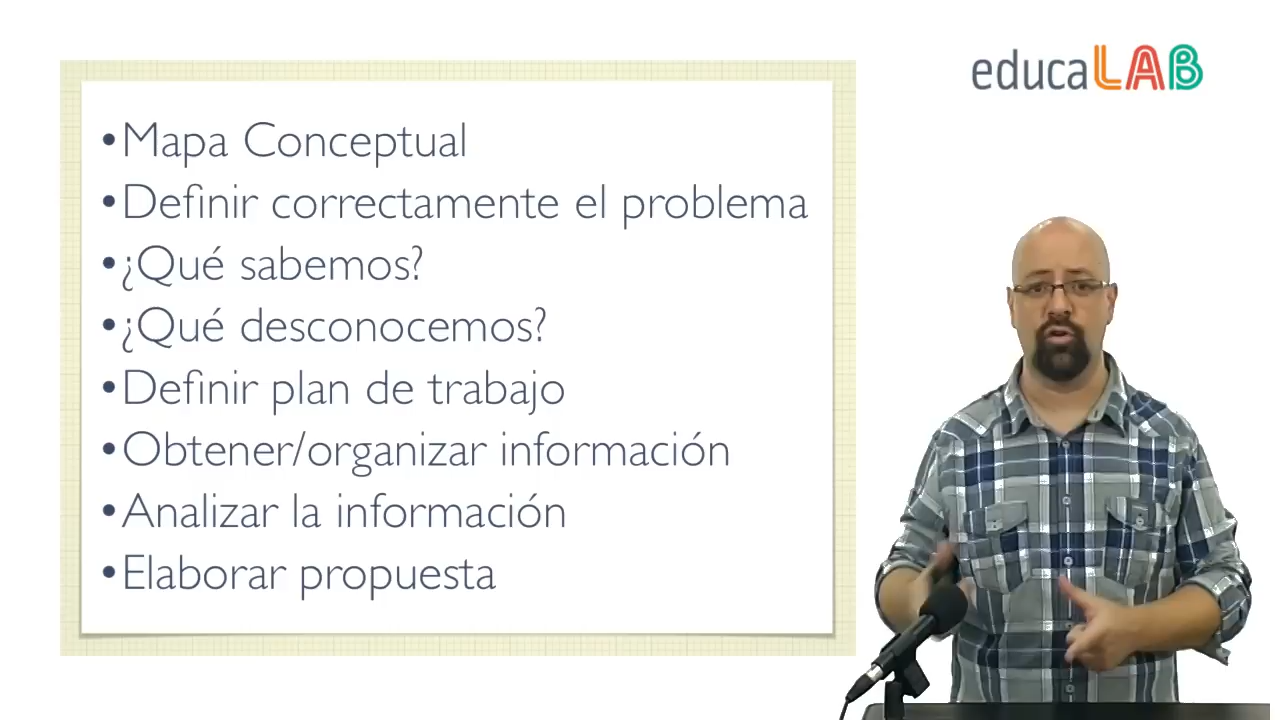 educaLAB
•Mapa Conceptual
•Definir correctamente el problema
•¿Qué sabemos?
•¿Qué desconocemos?
•Definir plan de trabajo
•Obtener/organizar información
•Analizar la información
•Elaborar propuesta